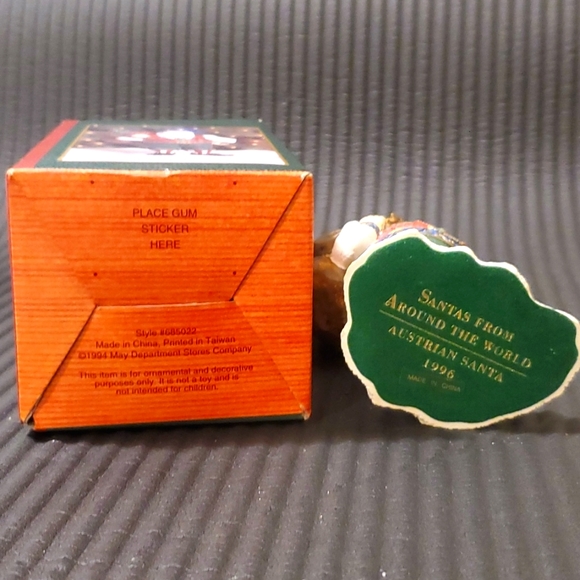 PLACE GUM
STICKER
HERE
Style #685022
Made in China, Printed in Taiwan
©1994 May Department Stores Company
This item is for ornamental and decorative
purposes only. It is not a toy and is
not intended for children.
SANTAS FROM
AROUND THE WORLD
AUSTRIAN SANTA
1996
MADE IN CHINA